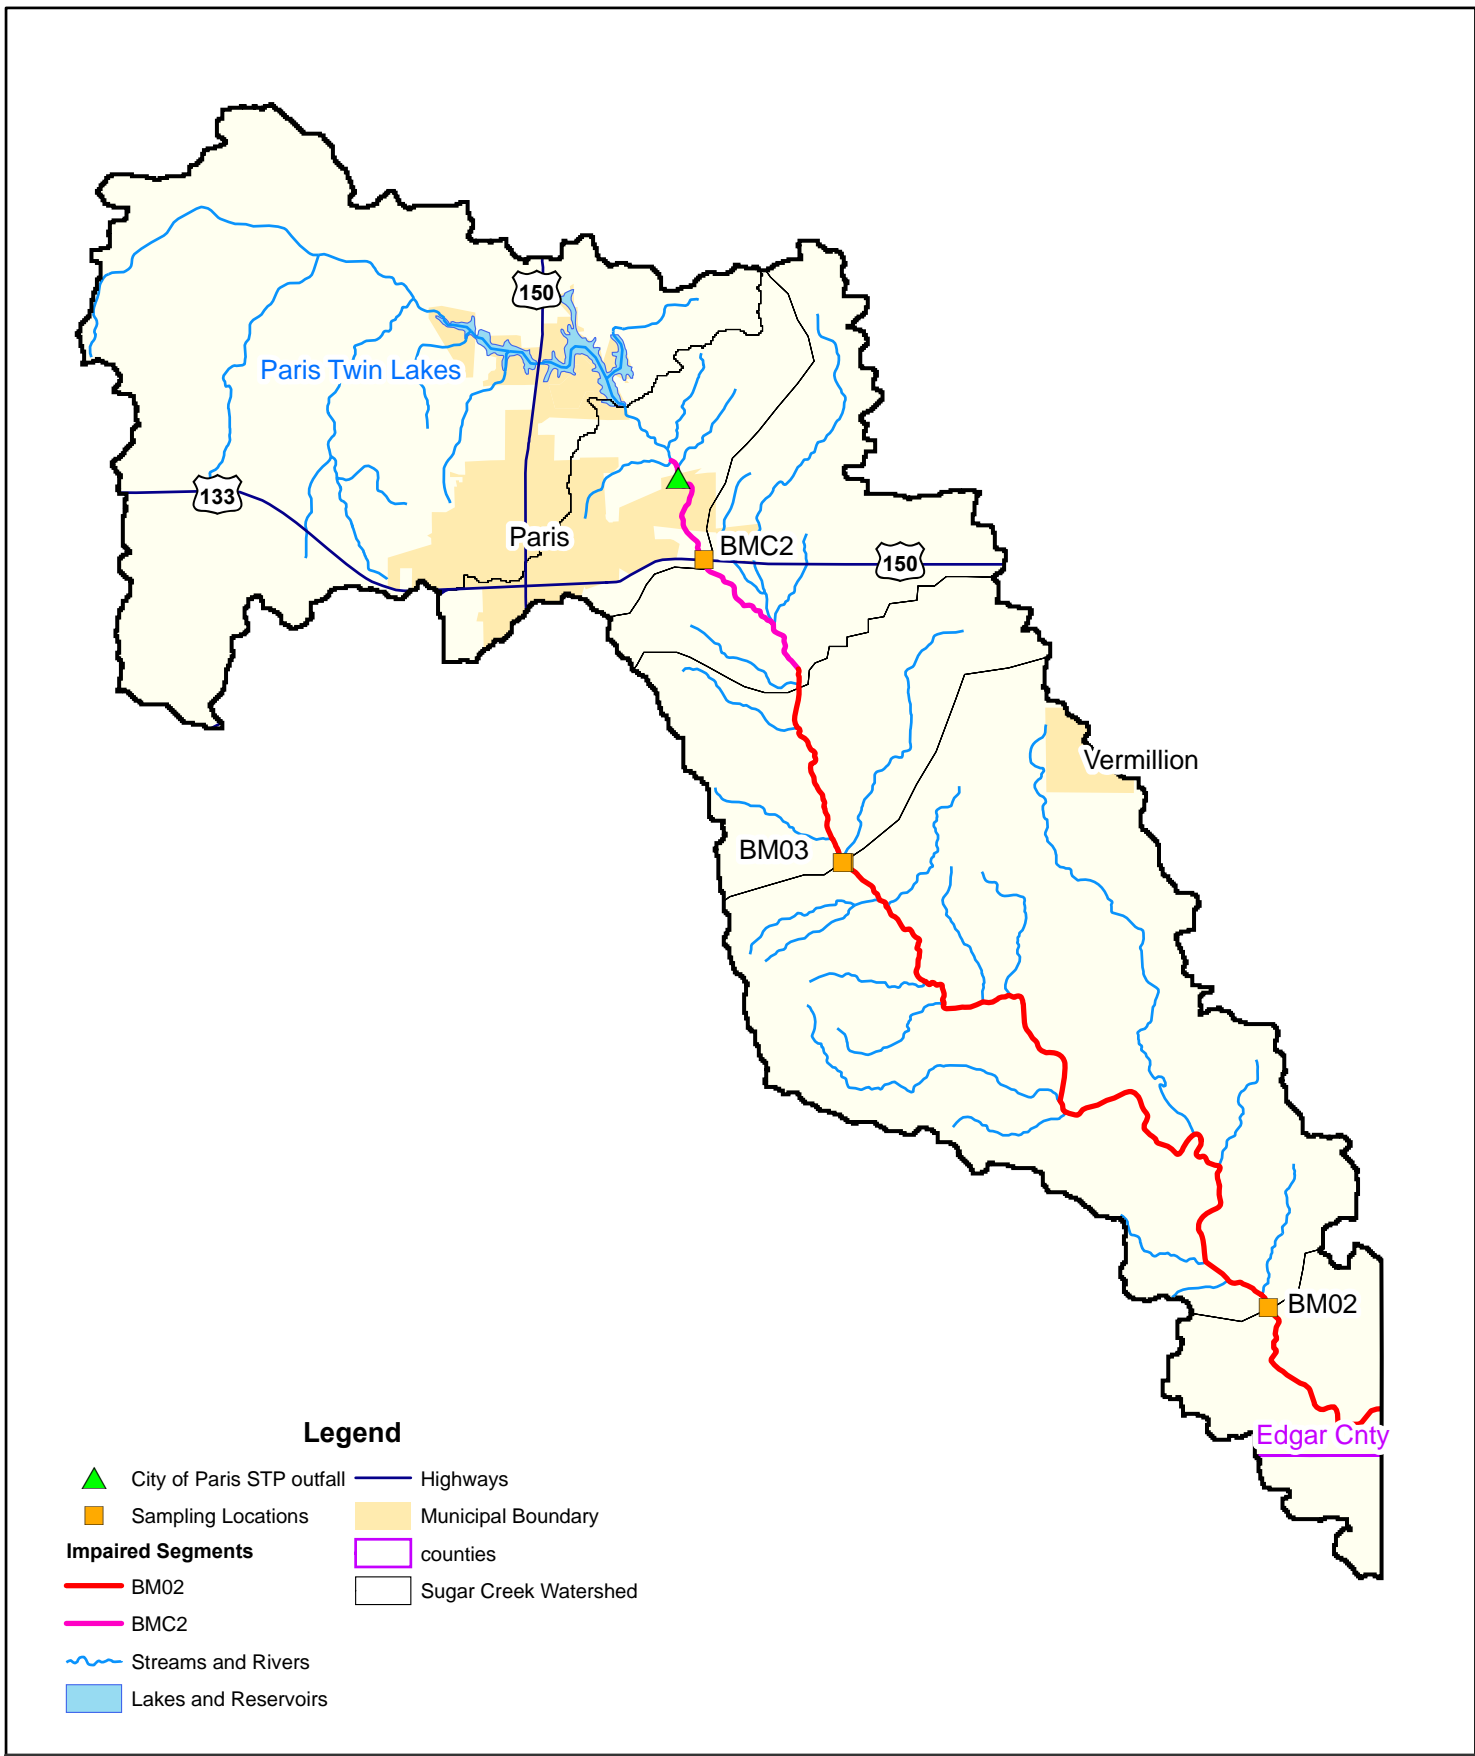 150
Paris Twin Lakes
133
Paris
BMC2
150
Vermillion
BM03
BM02
Edgar Cnty
Legend
City of Paris STP outfall
Sampling Locations
Impaired Segments
BM02
BMC2
Streams and Rivers
Lakes and Reservoirs
Highways
Municipal Boundary
counties
Sugar Creek Watershed